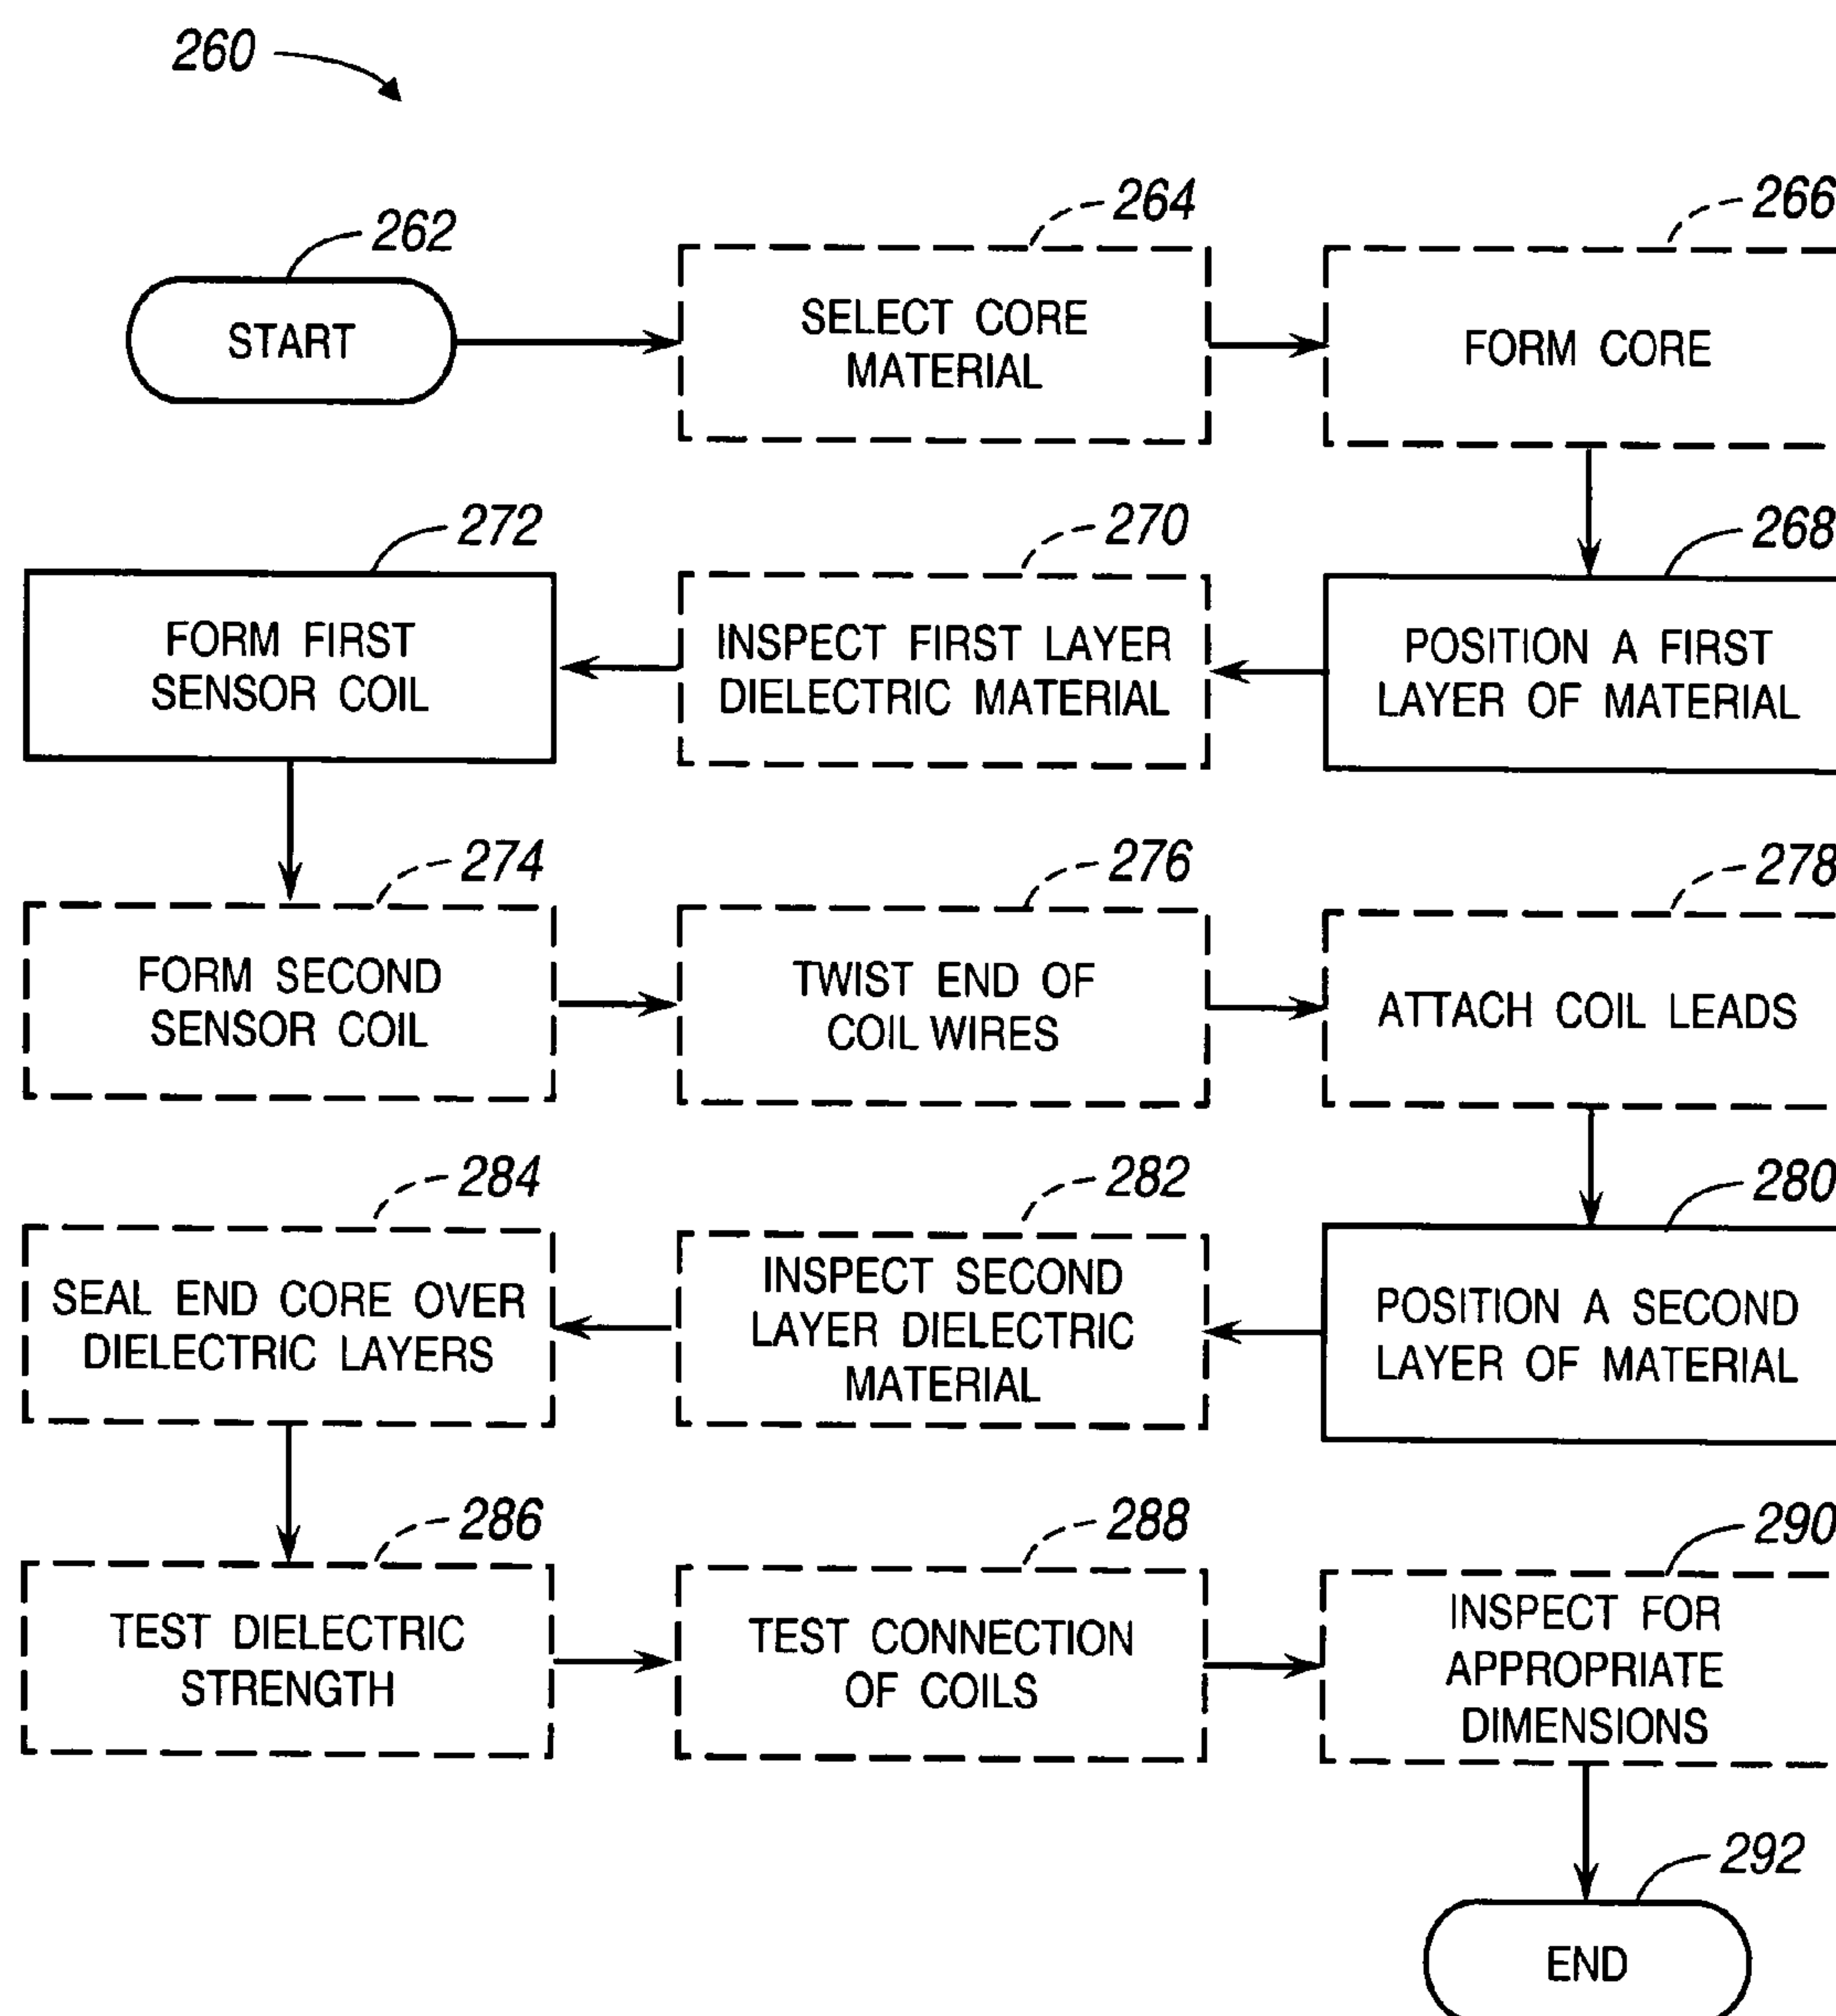 260
262
START
264
SELECT CORE
MATERIAL
266
FORM CORE
268
POSITION A FIRST
LAYER OF MATERIAL
270
INSPECT FIRST LAYER
DIELECTRIC MATERIAL
272
FORM FIRST
SENSOR COIL
274
FORM SECOND
SENSOR COIL
276
TWIST END OF
COIL WIRES
278
ATTACH COIL LEADS
280
POSITION A SECOND
LAYER OF MATERIAL
282
INSPECT SECOND
LAYER DIELECTRIC
MATERIAL
284
SEAL END CORE OVER
DIELECTRIC LAYERS
286
TEST DIELECTRIC
STRENGTH
288
TEST CONNECTION
OF COILS
290
INSPECT FOR
APPROPRIATE
DIMENSIONS
292
END